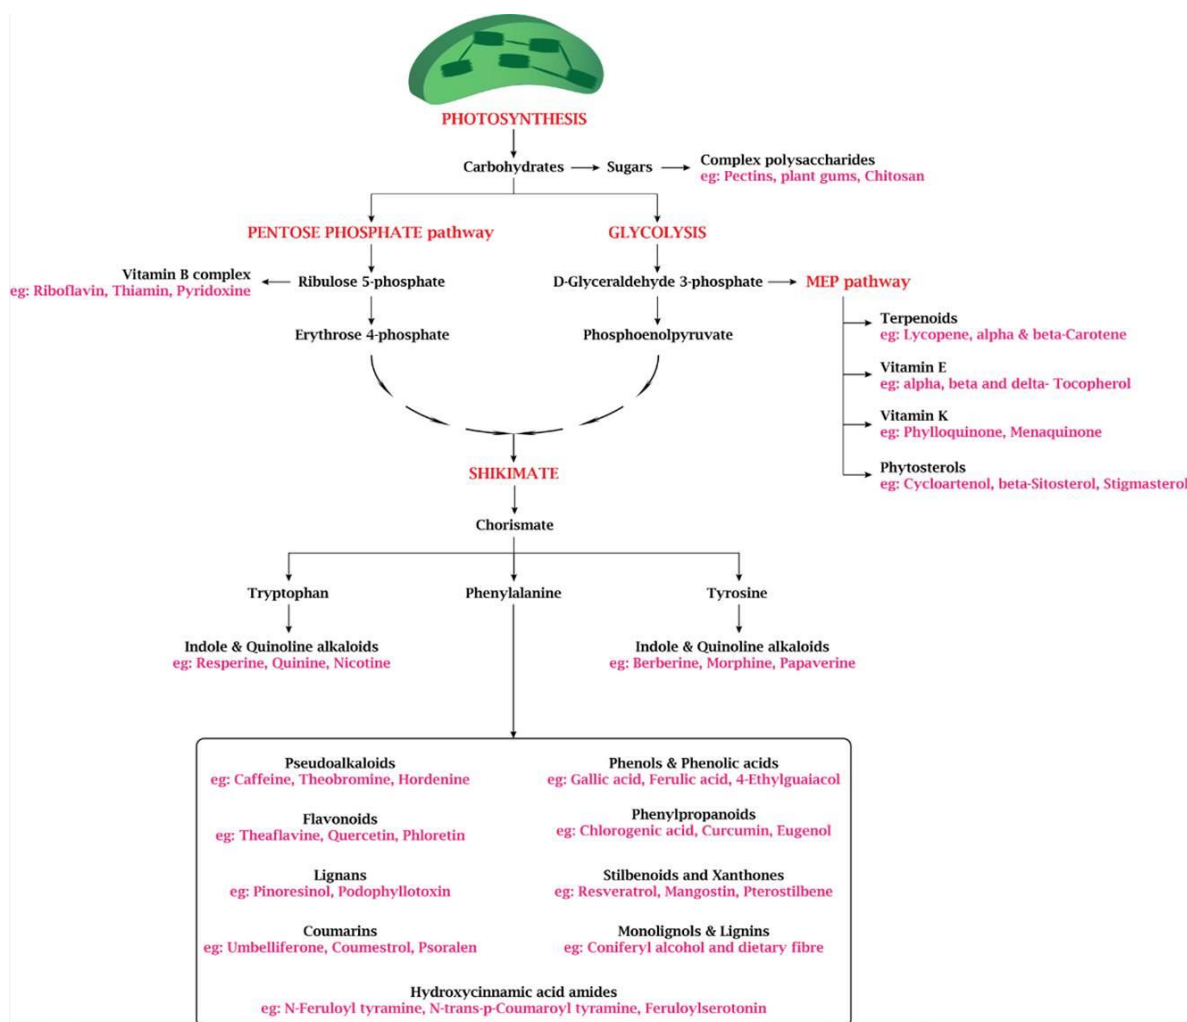 PHOTOSYNTHESIS
Carbohydrates
Sugars
Complex polysaccharides
eg: Pectins, plant gums, Chitosan
PENTOSE PHOSPHATE pathway
GLYCOLYSIS
Vitamin B complex
eg: Riboflavin, Thiamin, Pyridoxine
Ribulose 5-phosphate
D-Glyceraldehyde 3-phosphate
MEP pathway
Erythrose 4-phosphate
Phosphoenolpyruvate
Terpenoids
eg: Lycopene, alpha & beta-Carotene
Vitamin E
eg: alpha, beta and delta- Tocopherol
Vitamin K
eg: Phylloquinone, Menaquinone
Phytosterols
eg: Cycloartenol, beta-Sitosterol, Stigmasterol
SHIKIMATE
Chorismate
Tryptophan
Phenylalanine
Tyrosine
Indole & Quinoline alkaloids
eg: Resperine, Quinine, Nicotine
Indole & Quinoline alkaloids
eg: Berberine, Morphine, Papaverine
Pseudoalkaloids
eg: Caffeine, Theobromine, Hordenine
Phenols & Phenolic acids
eg: Gallic acid, Ferulic acid, 4-Ethylguaiacol
Flavonoids
eg: Theaflavine, Quercetin, Phloretin
Phenylpropanoids
eg: Chlorogenic acid, Curcumin, Eugenol
Lignans
eg: Pinoresinol, Podophyllotoxin
Stilbenoids and Xanthones
eg: Resveratrol, Mangostin, Pterostilbene
Coumarins
eg: Umbelliferone, Coumestrol, Psoralen
Monolignols & Lignins
eg: Coniferyl alcohol and dietary fibre
Hydroxycinnamic acid amides
eg: N-Feruloyl tyramine, N-trans-p-Coumaroyl tyramine, Feruloylserotonin